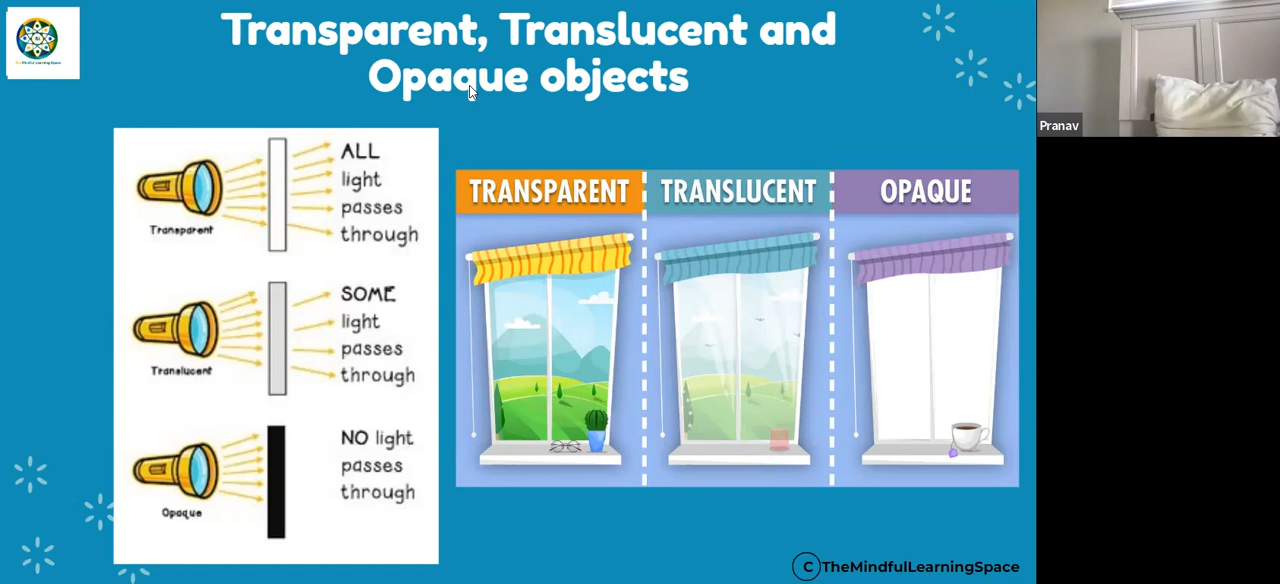 Transparent, Translucent and
Opaque objects
Pranav
ALL
light
passes
through
Transparent
SOME
light
passes
through
Translucent
NO light
passes
through
Opaque
TRANSPARENT
TRANSLUCENT
OPAQUE
C TheMindfulLearningSpace